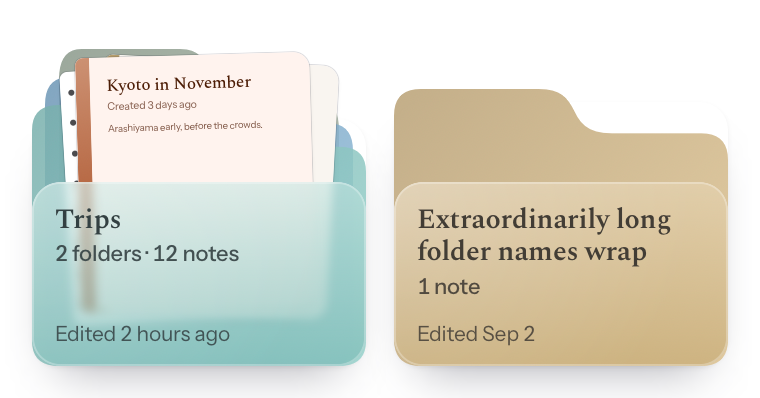 Kyoto in November
Created 3 days ago
Arashiyama early, before the crowds.
Trips
2 folders · 12 notes
Edited 2 hours ago
Extraordinarily long
folder names wrap
1 note
Edited Sep 2